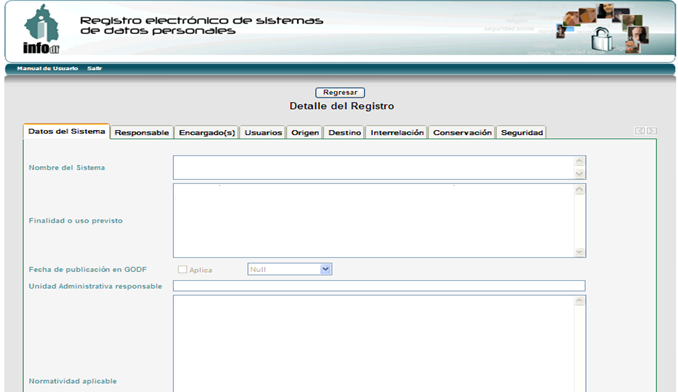 Registro electrónico de sistemas
de datos personales
info df
seguridad social
Manual de Usuario Salir
Regresar
Detalle del Registro
Datos del Sistema Responsable Encargado(s) Usuarios Origen Destino Interrelación Conservación Seguridad
Nombre del Sistema
Finalidad o uso previsto
Fecha de publicación en GODF Aplica Null
Unidad Administrativa responsable
Normatividad aplicable